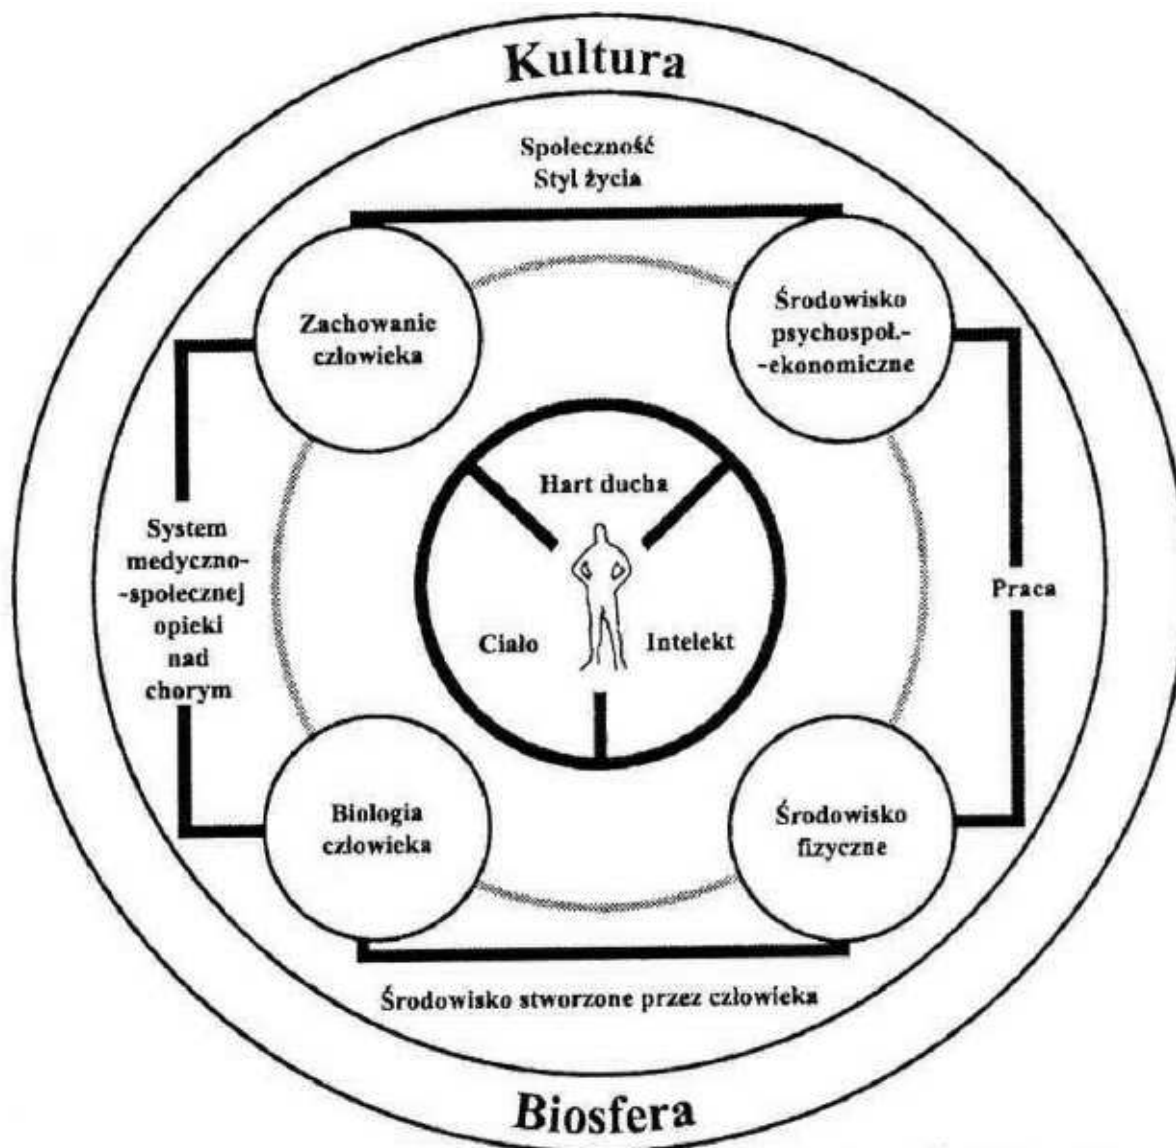 Kultura
Społeczność
Styl życia
Zachowanie
człowieka
Środowisko
psychospoł.-
-ekonomiczne
Hart ducha
System
medyczno-
-społecznej
opieki
nad
chorym
Praca
Ciało
Intelekt
Biologia
człowieka
Środowisko
fizyczne
Środowisko stworzone przez człowieka
Biosfera